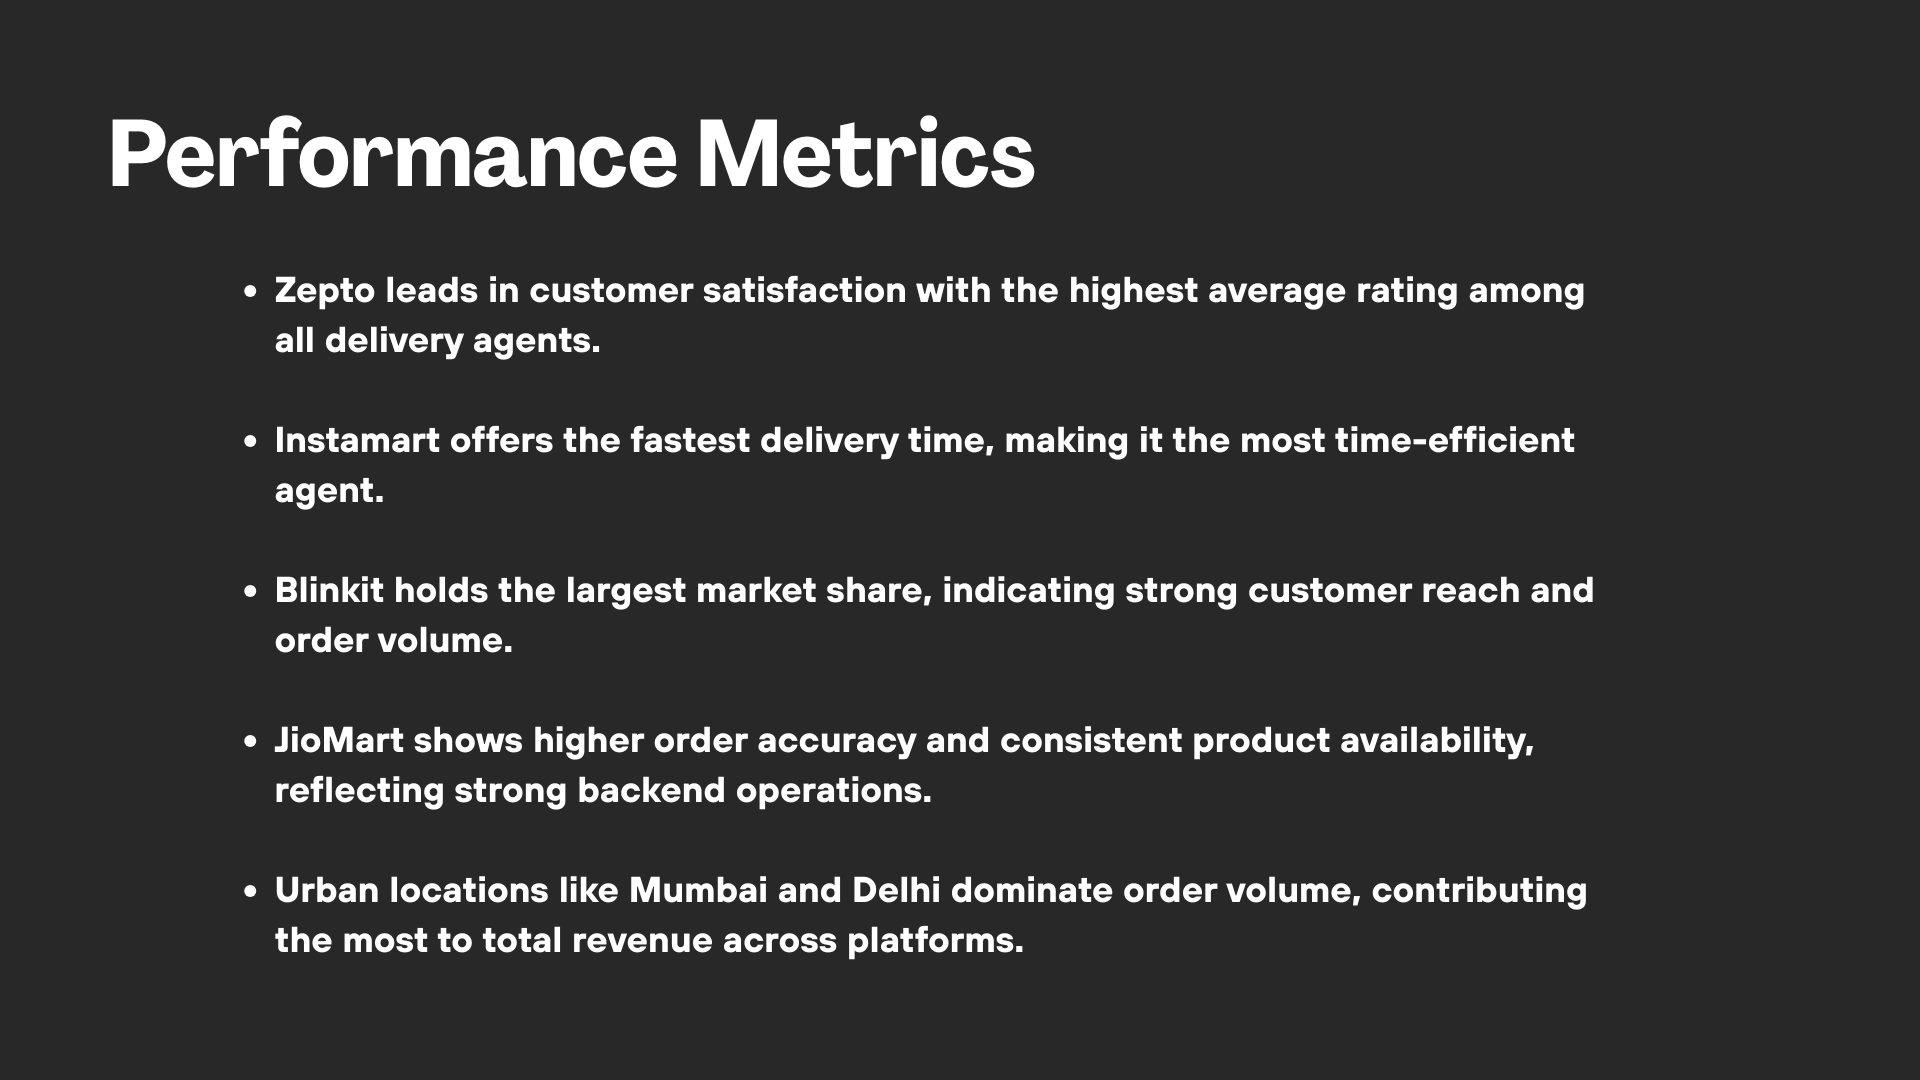 Performance Metrics
• Zepto leads in customer satisfaction with the highest average rating among
all delivery agents.
• Instamart offers the fastest delivery time, making it the most time-efficient
agent.
• Blinkit holds the largest market share, indicating strong customer reach and
order volume.
• JioMart shows higher order accuracy and consistent product availability,
reflecting strong backend operations.
• Urban locations like Mumbai and Delhi dominate order volume, contributing
the most to total revenue across platforms.